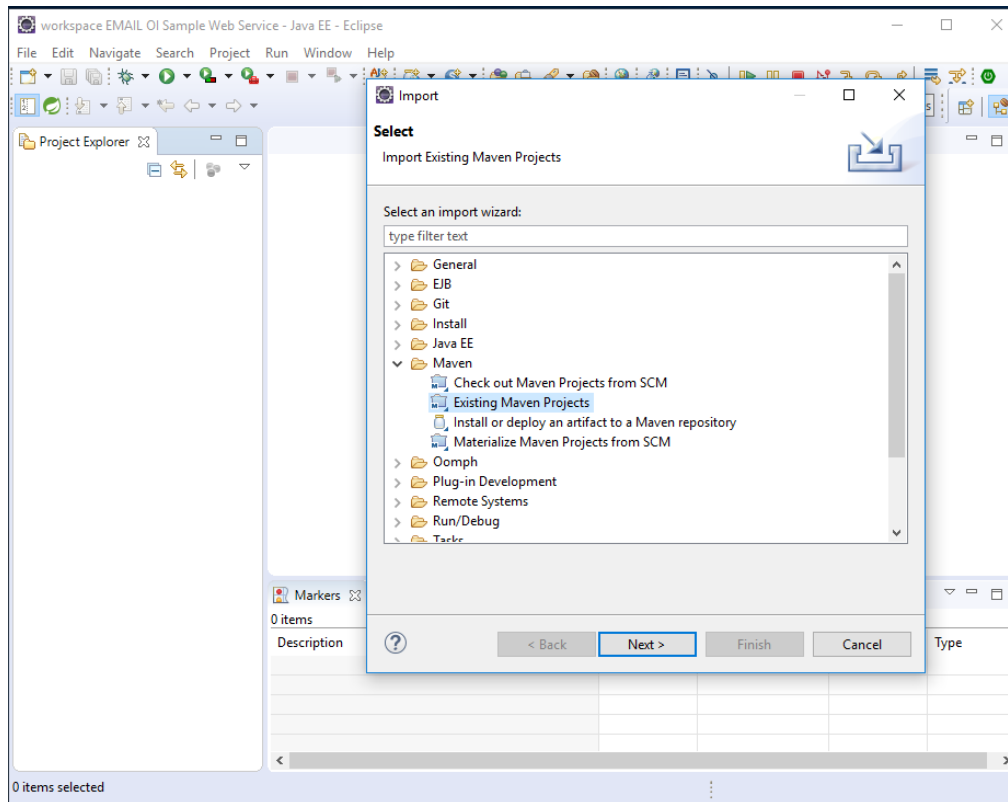 workspace EMAIL OI Sample Web Service - Java EE - Eclipse
File Edit Navigate Search Project Run Window Help
Project Explorer
Import
Select
Import Existing Maven Projects
Select an import wizard:
type filter text
General
EJB
Git
Install
Java EE
Maven
Check out Maven Projects from SCM
Existing Maven Projects
Install or deploy an artifact to a Maven repository
Materialize Maven Projects from SCM
Oomph
Plug-in Development
Remote Systems
Run/Debug
Tasks
< Back Next > Finish Cancel
Markers
0 items
Description Type
0 items selected